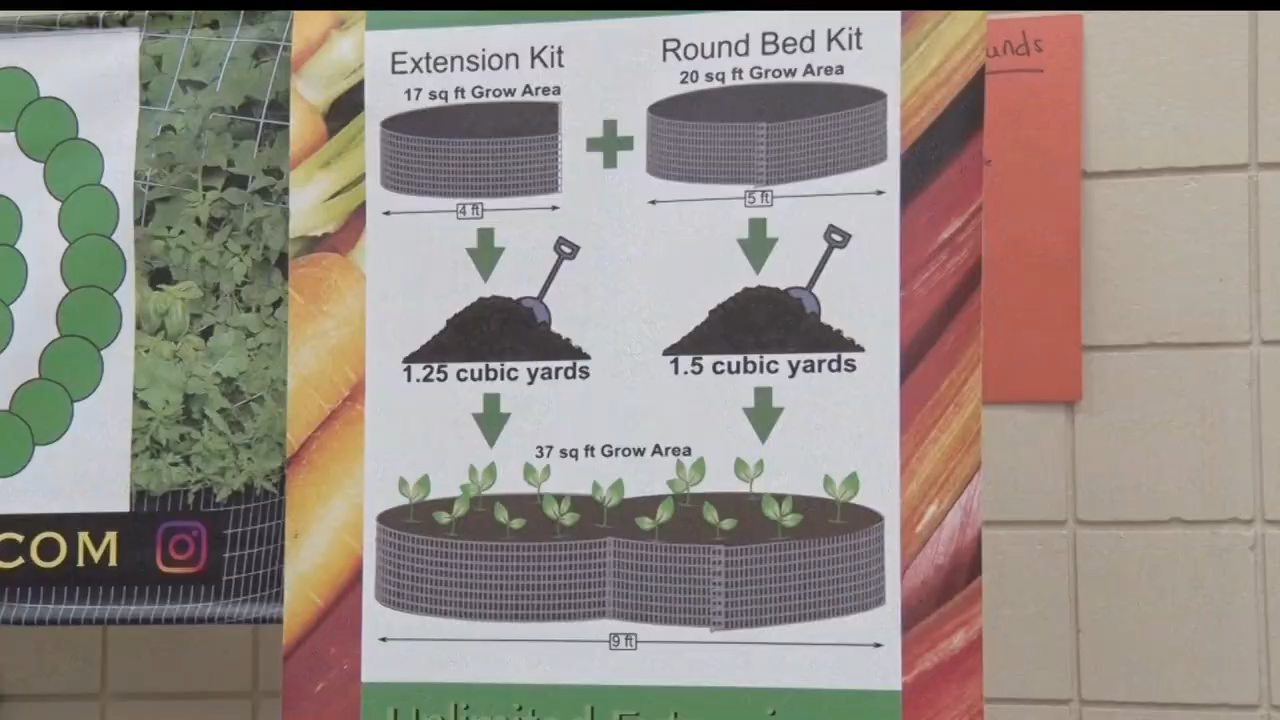 Extension Kit
17 sq ft Grow Area
4 ft
1.25 cubic yards
Round Bed Kit
20 sq ft Grow Area
5 ft
1.5 cubic yards
37 sq ft Grow Area
9 ft
Unlimited
COM
unds